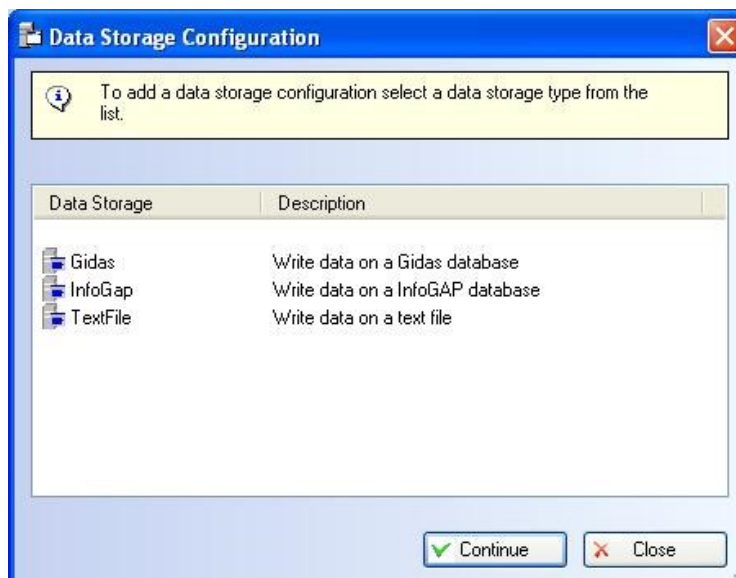 Data Storage Configuration
To add a data storage configuration select a data storage type from the
list.
Data Storage Description
Gidas Write data on a Gidas database
InfoGap Write data on a InfoGAP database
TextFile Write data on a text file
Continue Close